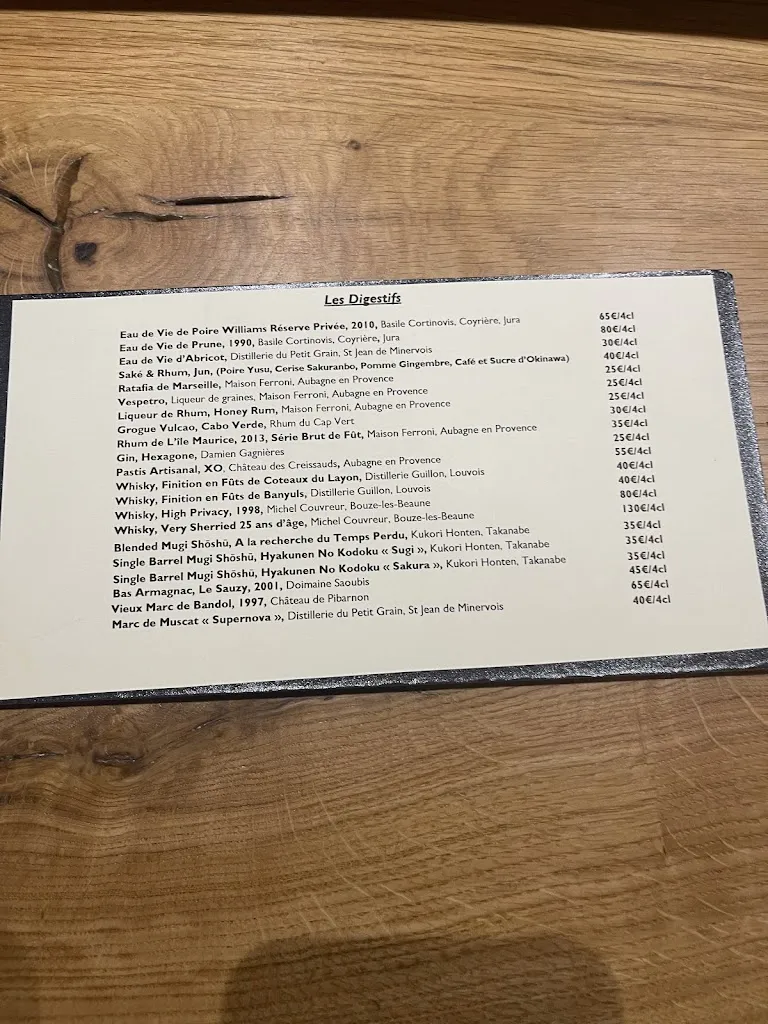 Les Digestifs
Eau de Vie de Poire Williams Réserve Privée, 2010, Basile Cortinovis, Coyrière, Jura 65€/4cl
Eau de Vie de Prune, 1990, Basile Cortinovis, Coyrière, Jura 80€/4cl
Eau de Vie d'Abricot, Distillerie du Petit Grain, St Jean de Minervois 30€/4cl
Saké & Rhum, Jun, (Poire Yusu, Cerise Sakuranbo, Pomme Gingembre, Café et Sucre d'Okinawa) 40€/4cl
Ratafia de Marseille, Maison Ferroni, Aubagne en Provence 25€/4cl
Vespetro, Liqueur de graines, Maison Ferroni, Aubagne en Provence 25€/4cl
Liqueur de Rhum, Honey Rum, Maison Ferroni, Aubagne en Provence 25€/4cl
Grogue Vulcao, Cabo Verde, Rhum du Cap Vert 30€/4cl
Rhum de L'île Maurice, 2013, Série Brut de Fût, Maison Ferroni, Aubagne en Provence 35€/4cl
Gin, Hexagone, Damien Gagnières 25€/4cl
Pastis Artisanal, XO, Château des Creissauds, Aubagne en Provence 55€/4cl
Whisky, Finition en Fûts de Coteaux du Layon, Distillerie Guillon, Louvois 40€/4cl
Whisky, Finition en Fûts de Banyuls, Distillerie Guillon, Louvois 40€/4cl
Whisky, High Privacy, 1998, Michel Couvreur, Bouze-les-Beaune 80€/4cl
Whisky, Very Sherried 25 ans d'âge, Michel Couvreur, Bouze-les-Beaune 130€/4cl
Blended Mugi Shōshū, A la recherche du Temps Perdu, Kukori Honten, Takanabe 35€/4cl
Single Barrel Mugi Shōshū, Hyakunen No Kodoku « Sugi », Kukori Honten, Takanabe 35€/4cl
Single Barrel Mugi Shōshū, Hyakunen No Kodoku « Sakura », Kukori Honten, Takanabe 35€/4cl
Bas Armagnac, Le Sauzy, 2001, Doimaine Saoubis 45€/4cl
Vieux Marc de Bandol, 1997, Château de Pibarnon 65€/4cl
Marc de Muscat « Supernova », Distillerie du Petit Grain, St Jean de Minervois 40€/4cl